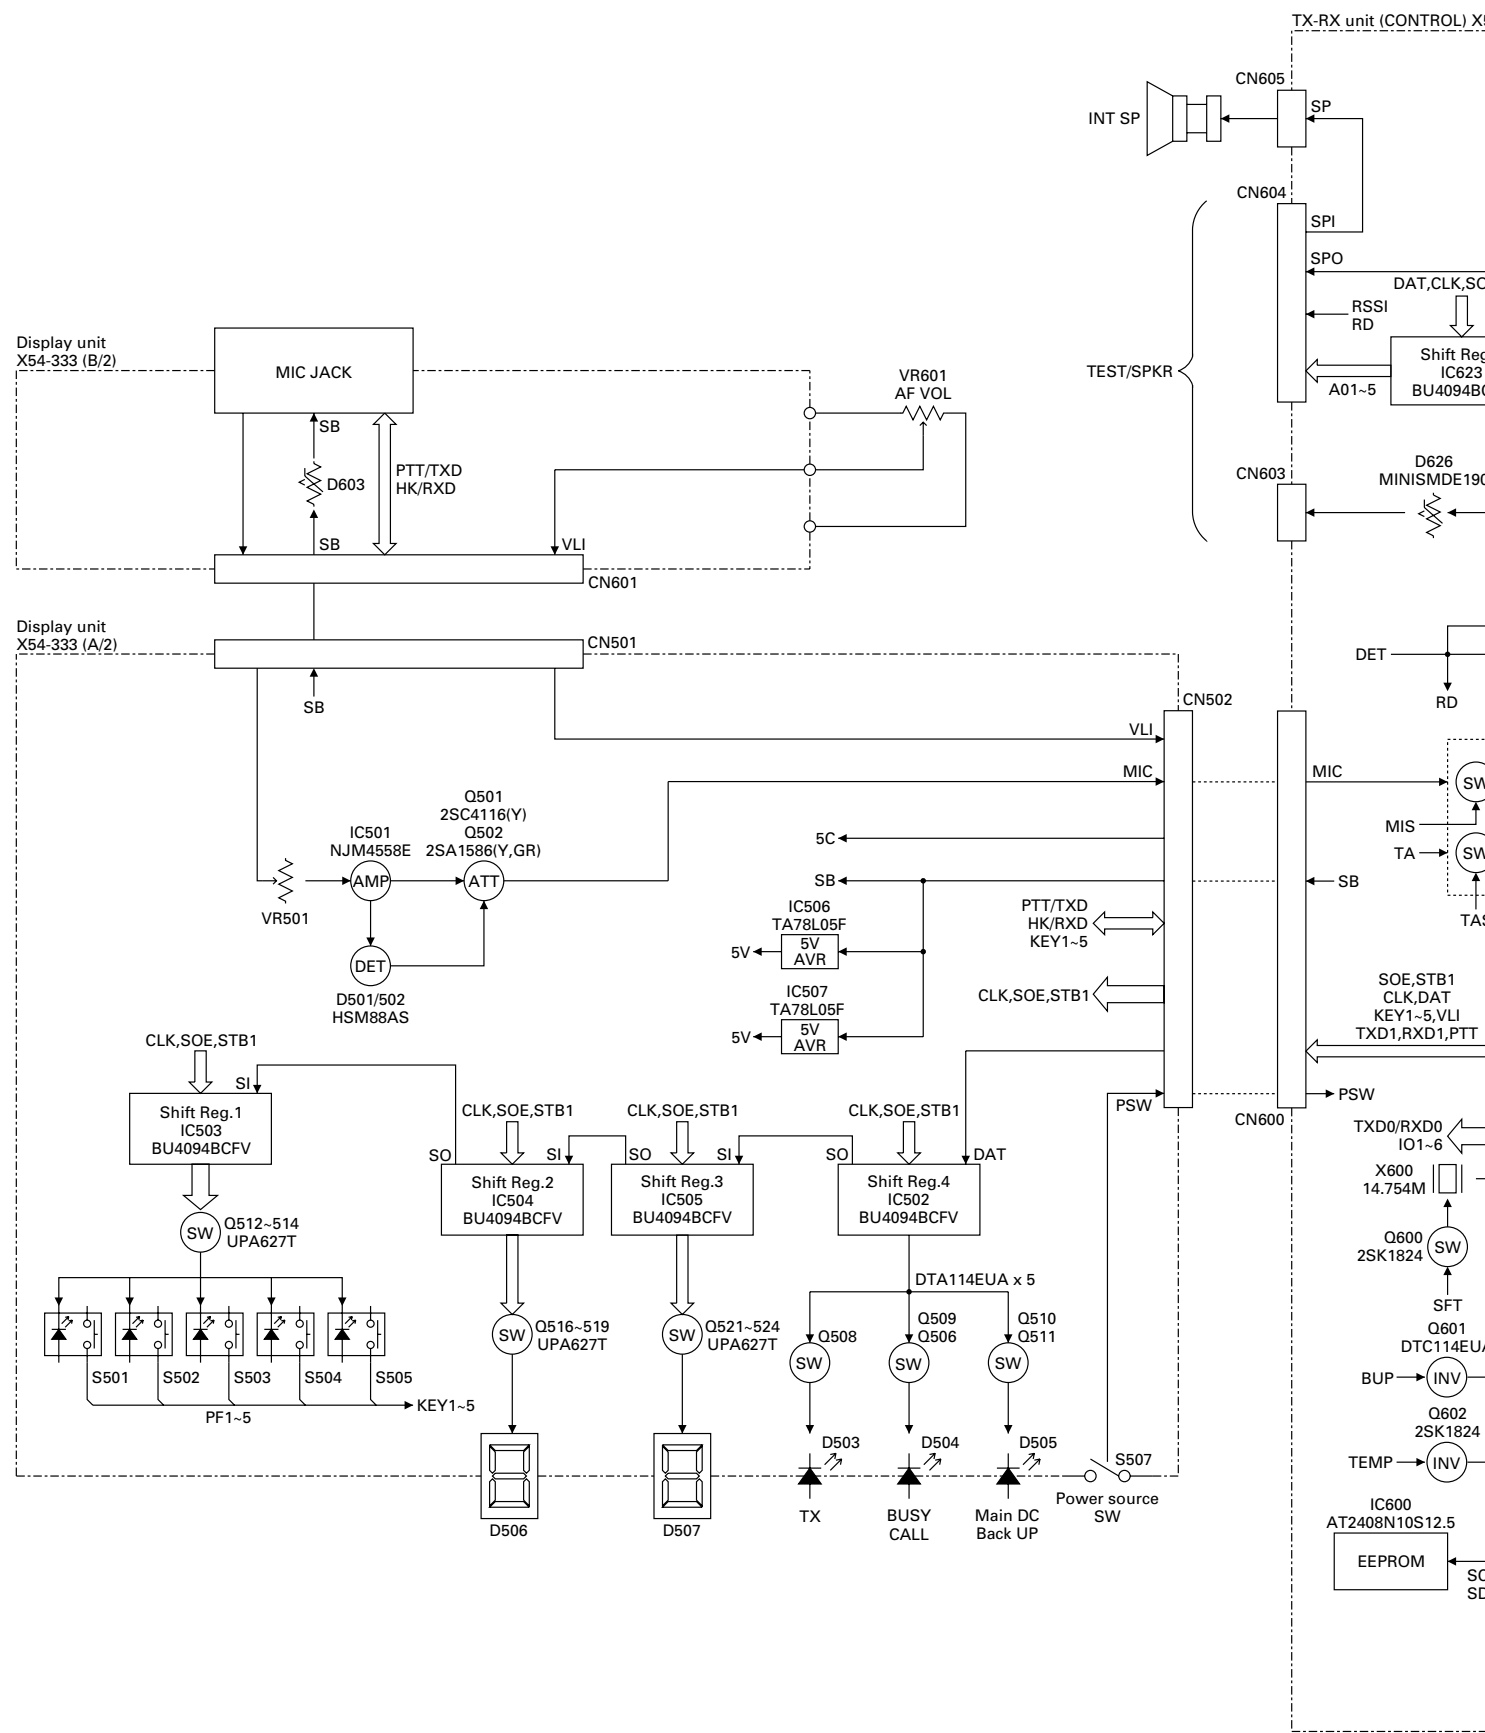 TX-RX unit (CONTROL)
CN605
SP
INT SP
CN604
SPI
SPO
DAT,CLK,
RSSI
RD
Shift
IC623
A01~5
TEST/SPKR
Display unit
X54-333 (B/2)
MIC JACK
SB
D603
PTT/TXD
HK/RXD
SB
VLI
CN601
VR601
AF VOL
CN603
D626
Display unit
X54-333 (A/2)
CN501
SB
CN502
VLI
MIC
DET
RD
MIC
SW
MIS
TA
SW
Q501
2SC4116(Y)
Q502
2SA1586(Y,GR)
IC501
NJM4558E
AMP
ATT
VR501
DET
D501/502
HSM88AS
5C
SB
SB
IC506
TA78L05F
5V
5V
AVR
IC507
TA78L05F
5V
5V
AVR
PTT/TXD
HK/RXD
KEY1~5
CLK,SOE,STB1
SOE,STB1
CLK,DAT
KEY1~5,VLI
TXD1,RXD1,PTT
PSW
PSW
CN600
CLK,SOE,STB1
SI
Shift Reg.1
IC503
BU4094BCFV
SW
Q512~514
UPA627T
S501
S502
S503
S504
S505
PF1~5
KEY1~5
CLK,SOE,STB1
SO
SI
Shift Reg.2
IC504
BU4094BCFV
SW
Q516~519
UPA627T
D506
CLK,SOE,STB1
SO
SI
Shift Reg.3
IC505
BU4094BCFV
SW
Q521~524
UPA627T
D507
CLK,SOE,STB1
SO
DAT
Shift Reg.4
IC502
BU4094BCFV
DTA114EUA x 5
Q508
SW
Q509
Q506
SW
Q510
Q511
SW
D503
TX
D504
BUSY
CALL
D505
Main DC
Back UP
S507
Power source
SW
TXD0/RXD0
IO1~6
X600
14.754M
Q600
2SK1824
SW
SFT
Q601
BUP
INV
Q602
2SK1824
TEMP
INV
IC600
AT2408N10S12.5
EEPROM